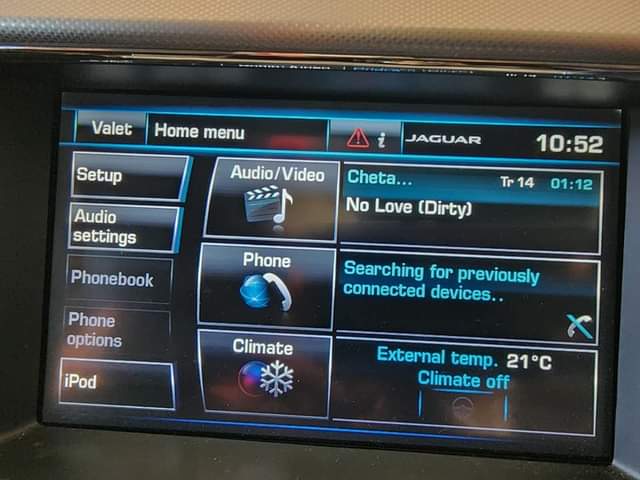 Valet
Home menu
i
JAGUAR
10:52
Setup
Audio/Video
Cheta...
Tr 14
01:12
No Love (Dirty)
Audio
settings
Phonebook
Phone
Searching for previously
connected devices..
Phone
options
Climate
External temp. 21°C
Climate off
iPod